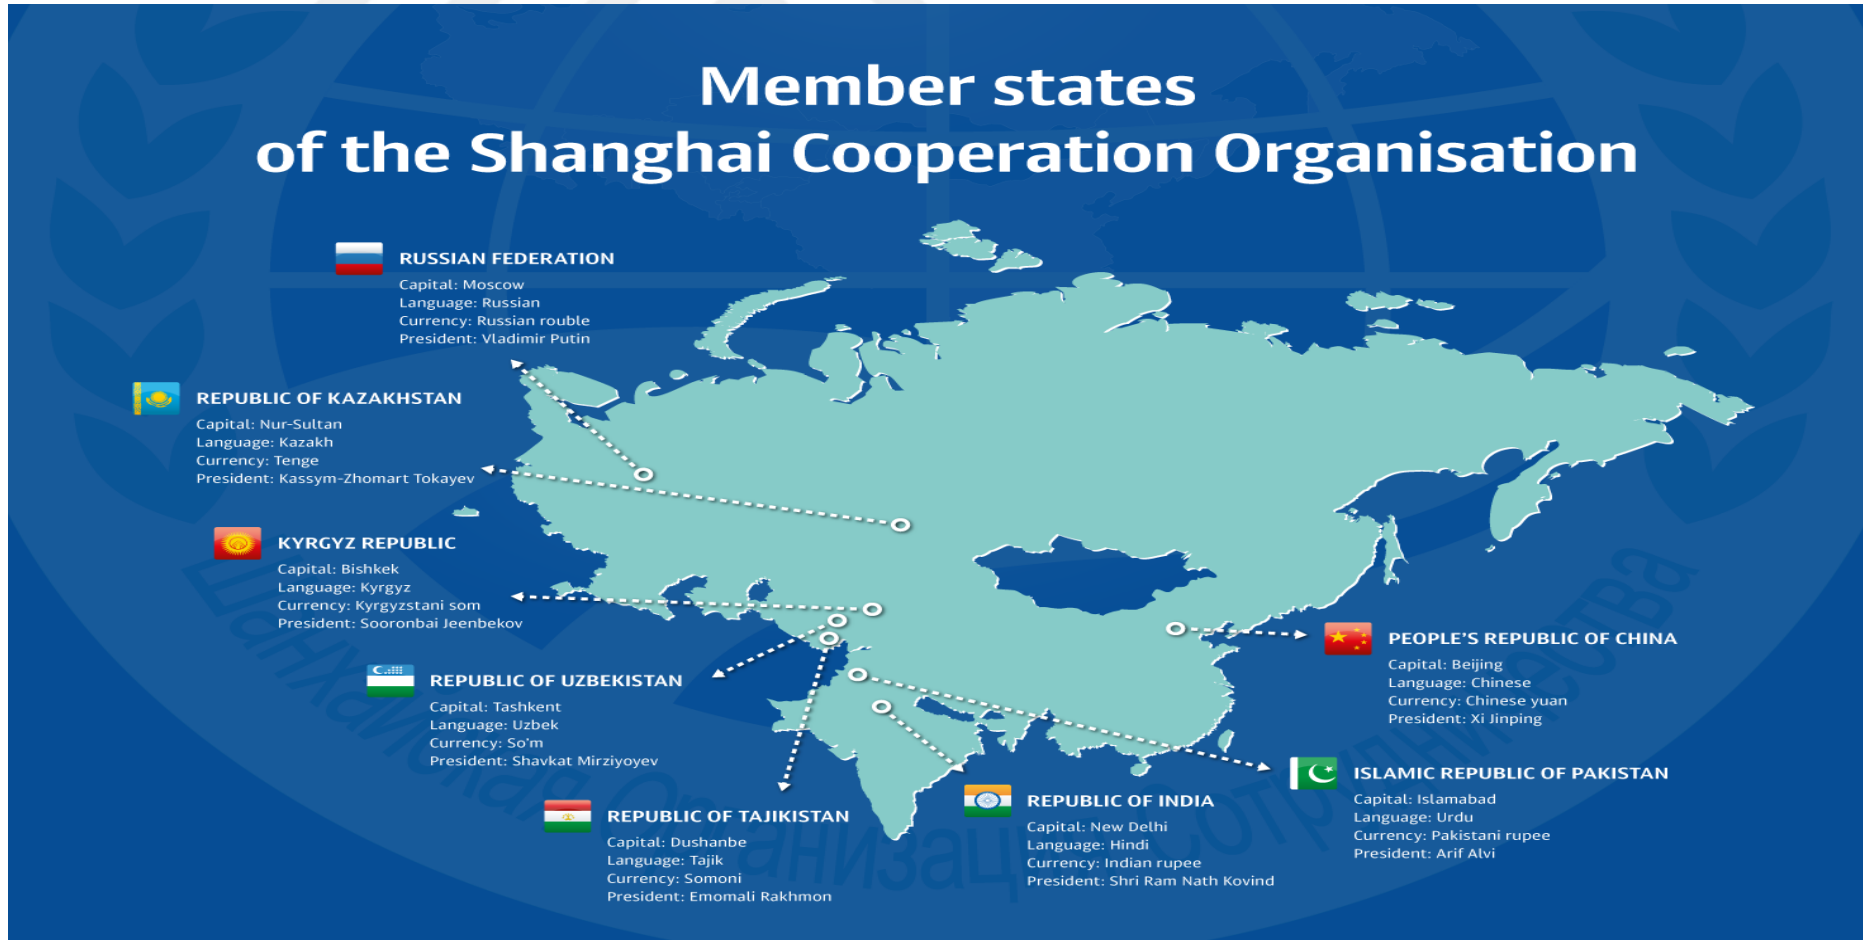 Member states
of the Shanghai Cooperation Organisation
RUSSIAN FEDERATION
Capital: Moscow
Language: Russian
Currency: Russian rouble
President: Vladimir Putin
REPUBLIC OF KAZAKHSTAN
Capital: Nur-Sultan
Language: Kazakh
Currency: Tenge
President: Kassym-Zhomart Tokayev
KYRGYZ REPUBLIC
Capital: Bishkek
Language: Kyrgyz
Currency: Kyrgyzstani som
President: Sooronbai Jeenbekov
REPUBLIC OF UZBEKISTAN
Capital: Tashkent
Language: Uzbek
Currency: So'm
President: Shavkat Mirziyoyev
REPUBLIC OF TAJIKISTAN
Capital: Dushanbe
Language: Tajik
Currency: Somoni
President: Emomali Rakhmon
REPUBLIC OF INDIA
Capital: New Delhi
Language: Hindi
Currency: Indian rupee
President: Shri Ram Nath Kovind
ISLAMIC REPUBLIC OF PAKISTAN
Capital: Islamabad
Language: Urdu
Currency: Pakistani rupee
President: Arif Alvi
PEOPLE'S REPUBLIC OF CHINA
Capital: Beijing
Language: Chinese
Currency: Chinese yuan
President: Xi Jinping
Шанхайская Организация Сотрудничества